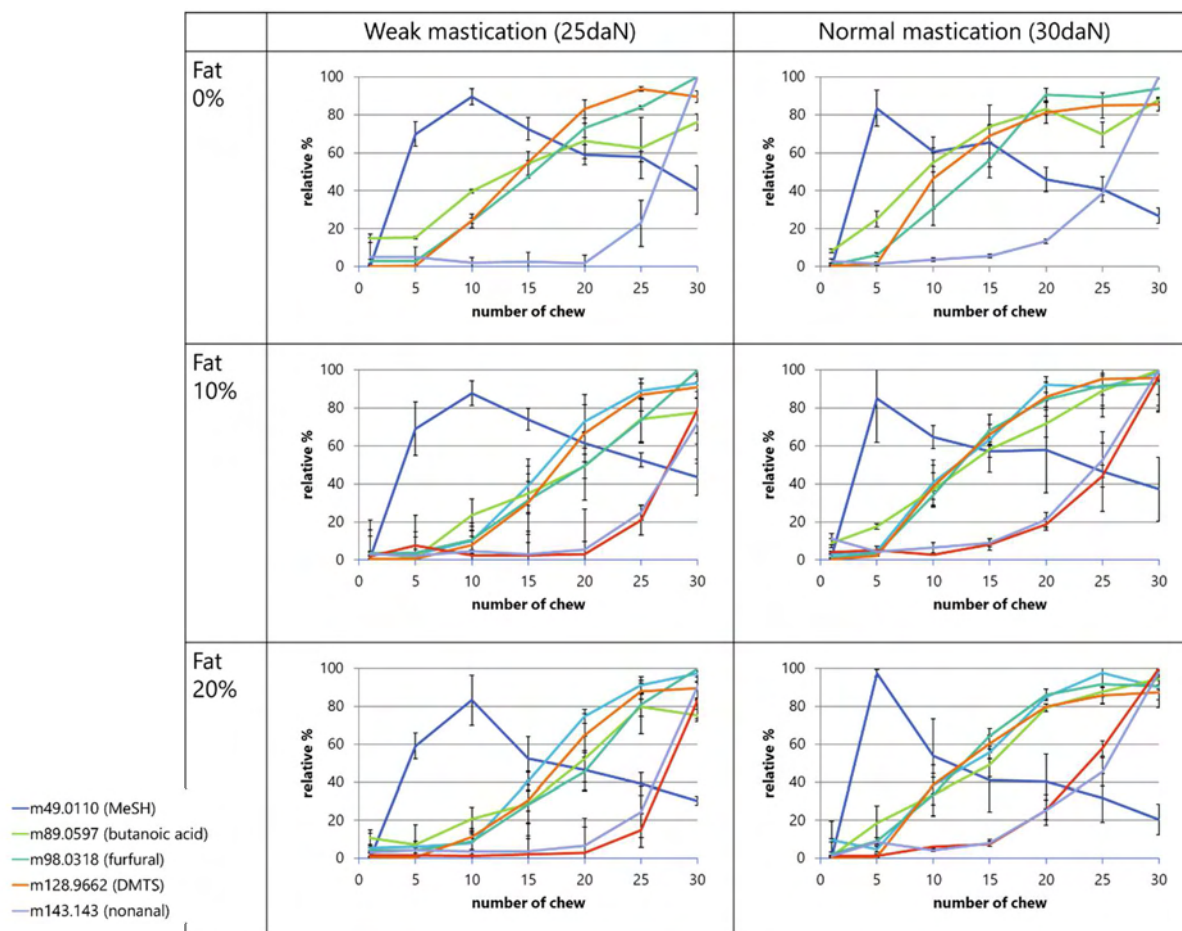 Weak mastication (25daN)
Normal mastication (30daN)
Fat
0%
relative %
100
80
60
40
20
0
0 5 10 15 20 25 30
number of chew
relative %
100
80
60
40
20
0
0 5 10 15 20 25 30
number of chew
Fat
10%
relative %
100
80
60
40
20
0
0 5 10 15 20 25 30
number of chew
relative %
100
80
60
40
20
0
0 5 10 15 20 25 30
number of chew
Fat
20%
relative %
100
80
60
40
20
0
0 5 10 15 20 25 30
number of chew
relative %
100
80
60
40
20
0
0 5 10 15 20 25 30
number of chew
m49.0110 (MeSH)
m89.0597 (butanoic acid)
m98.0318 (furfural)
m128.9662 (DMTS)
m143.143 (nonanal)